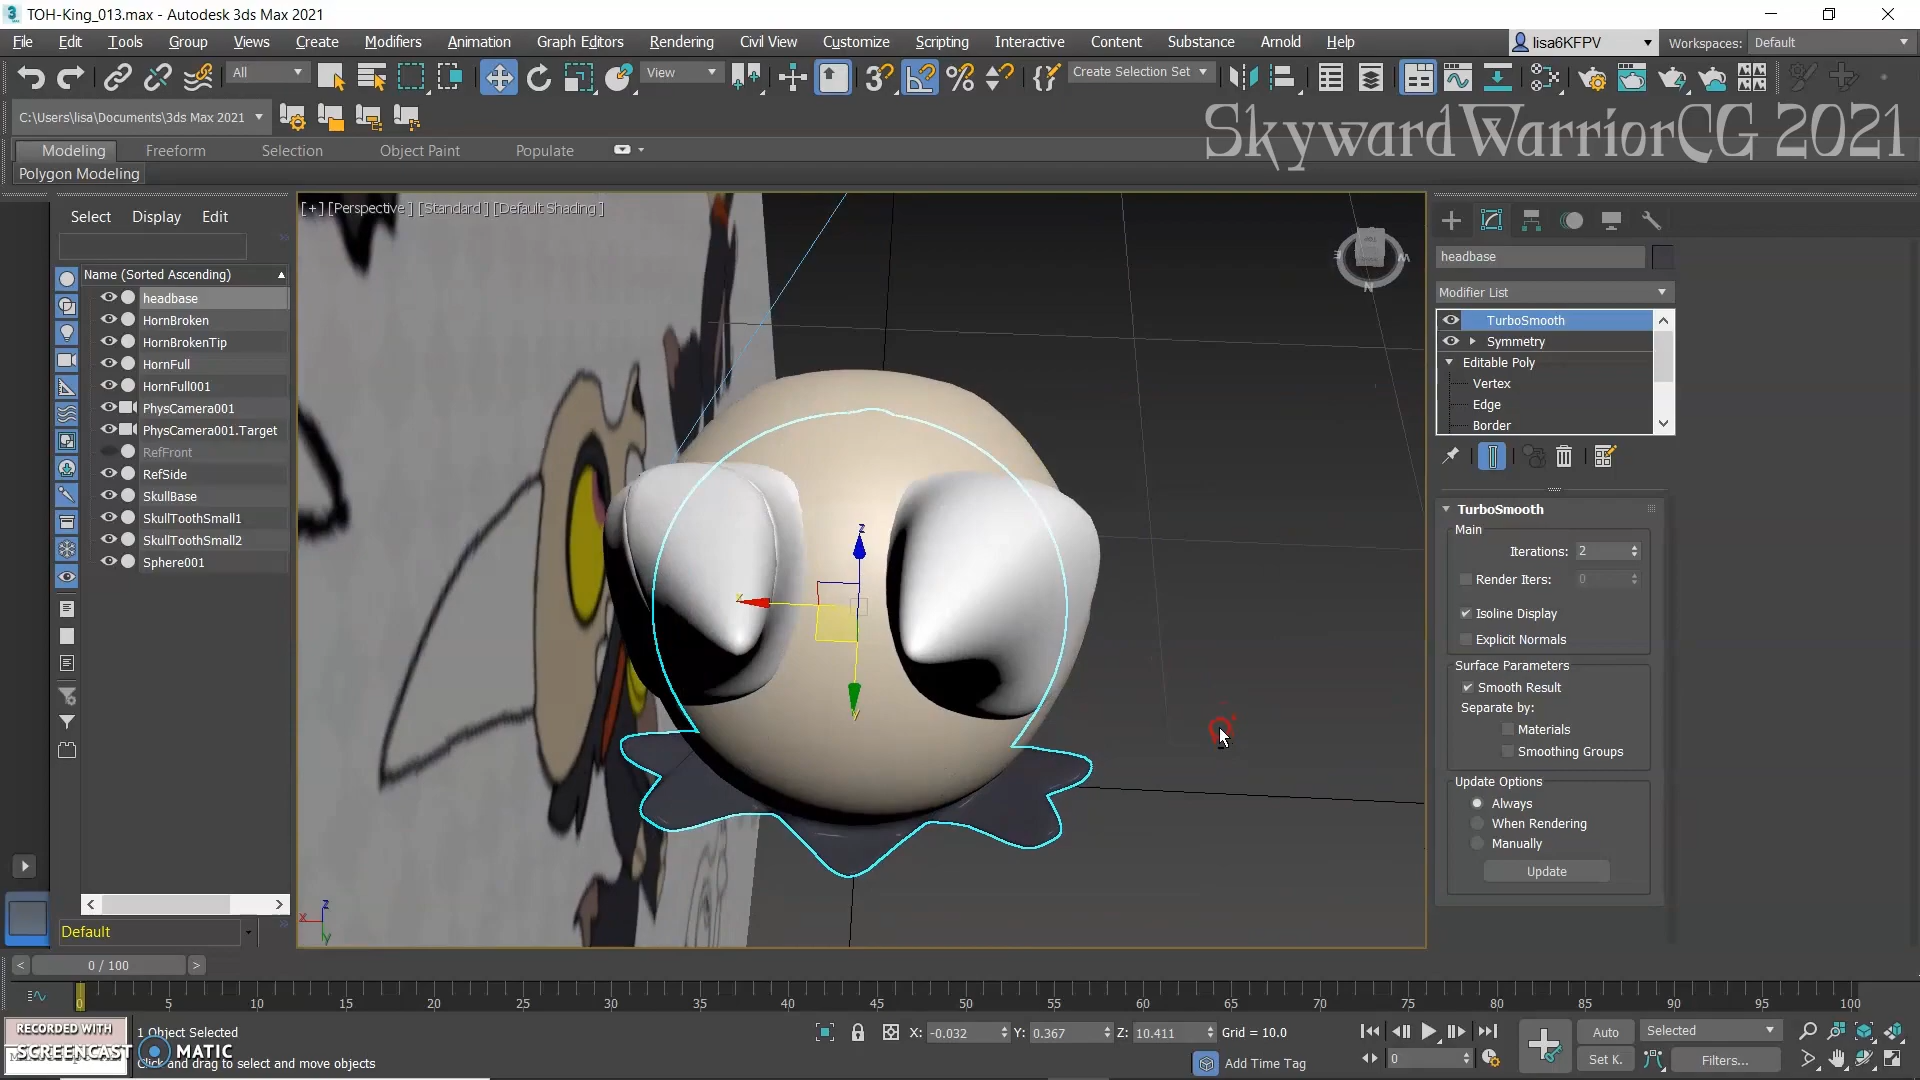 TOH-King_013.max - Autodesk 3ds Max 2021
File Edit Tools Group Views Create Modifiers Animation Graph Editors Rendering Civil View Customize Scripting Interactive Content Substance Arnold Help lisa6KFPV Workspaces: Default
All View Create Selection Set
C:\Users\lisa\Documents\3ds Max 2021
SkywardWarriorCG 2021
Modeling Freeform Selection Object Paint Populate
Polygon Modeling
Select Display Edit
[+] [Perspective] [Standard] [Default Shading]
Name (Sorted Ascending)
headbase
HornBroken
HornBrokenTip
HornFull
HornFull001
PhysCamera001
PhysCamera001.Target
RefFront
RefSide
SkullBase
SkullToothSmall1
SkullToothSmall2
Sphere001
Default
z
x
y
z
x
y
E
W
N
headbase
Modifier List
TurboSmooth
Symmetry
Editable Poly
Vertex
Edge
Border
TurboSmooth
Main
Iterations: 2
Render Iters: 0
Isoline Display
Explicit Normals
Surface Parameters
Smooth Result
Separate by:
Materials
Smoothing Groups
Update Options
Always
When Rendering
Manually
Update
< 0 / 100 >
0 5 10 15 20 25 30 35 40 45 50 55 60 65 70 75 80 85 90 95 100
RECORDED WITH
SCREENCAST MATIC
1 Object Selected
Click and drag to select and move objects
X: -0.032 Y: 0.367 Z: 10.411 Grid = 10.0
Add Time Tag
0
Auto Selected
Set K. Filters...